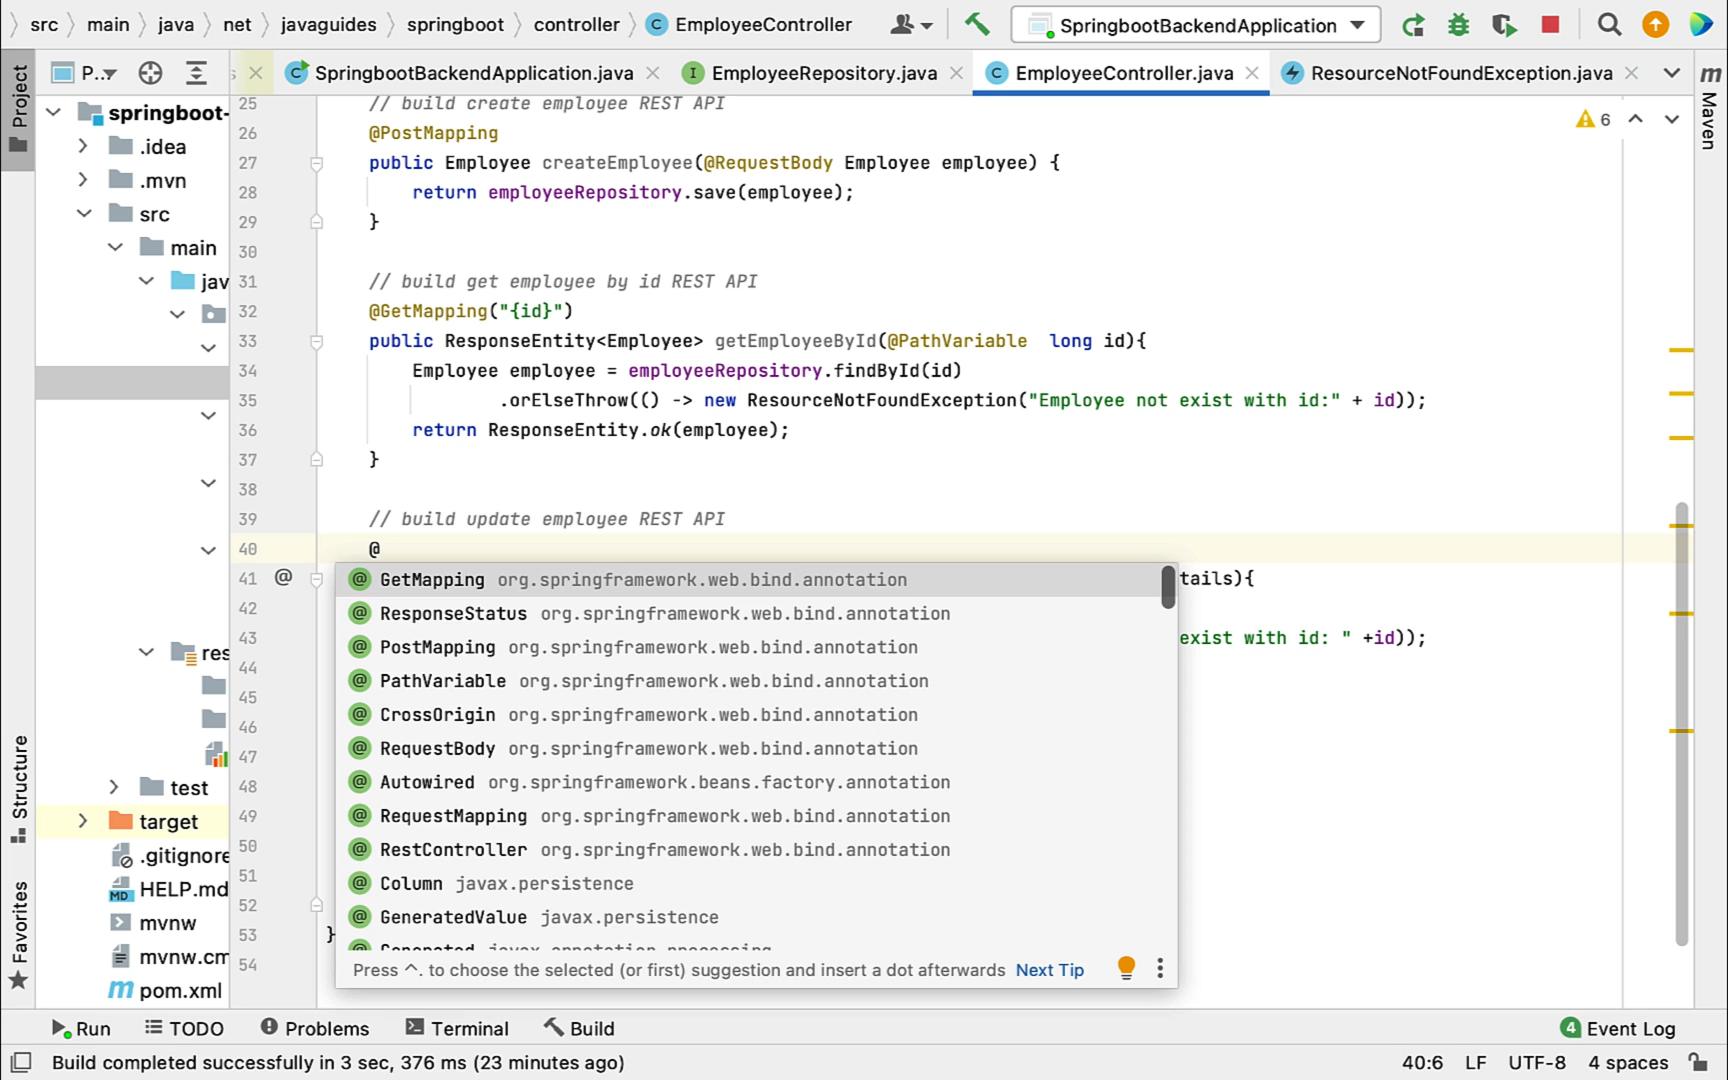 src main java net javaguides springboot controller EmployeeController SpringbootBackendApplication
Project P... SpringbootBackendApplication.java EmployeeRepository.java EmployeeController.java ResourceNotFoundException.java Maven
25 // build create employee REST API
26 @PostMapping 6
27 public Employee createEmployee(@RequestBody Employee employee) {
28 return employeeRepository.save(employee);
29 }
30
31 // build get employee by id REST API
32 @GetMapping("{id}")
33 public ResponseEntity<Employee> getEmployeeById(@PathVariable long id){
34 Employee employee = employeeRepository.findById(id)
35 .orElseThrow(() -> new ResourceNotFoundException("Employee not exist with id:" + id));
36 return ResponseEntity.ok(employee);
37 }
38
39 // build update employee REST API
40 @
41 @ tails){
42
43 exist with id: " +id));
44
45
46
47
48
49
50
51
52
53 }
54
springboot-
.idea
.mvn
src
main
jav
res
test
target
.gitignore
HELP.md
mvnw
mvnw.cm
pom.xml
Structure
Favorites
GetMapping org.springframework.web.bind.annotation
ResponseStatus org.springframework.web.bind.annotation
PostMapping org.springframework.web.bind.annotation
PathVariable org.springframework.web.bind.annotation
CrossOrigin org.springframework.web.bind.annotation
RequestBody org.springframework.web.bind.annotation
Autowired org.springframework.beans.factory.annotation
RequestMapping org.springframework.web.bind.annotation
RestController org.springframework.web.bind.annotation
Column javax.persistence
GeneratedValue javax.persistence
Generated javax.annotation.processing
Press ^. to choose the selected (or first) suggestion and insert a dot afterwards Next Tip
Run TODO Problems Terminal Build 4 Event Log
Build completed successfully in 3 sec, 376 ms (23 minutes ago) 40:6 LF UTF-8 4 spaces